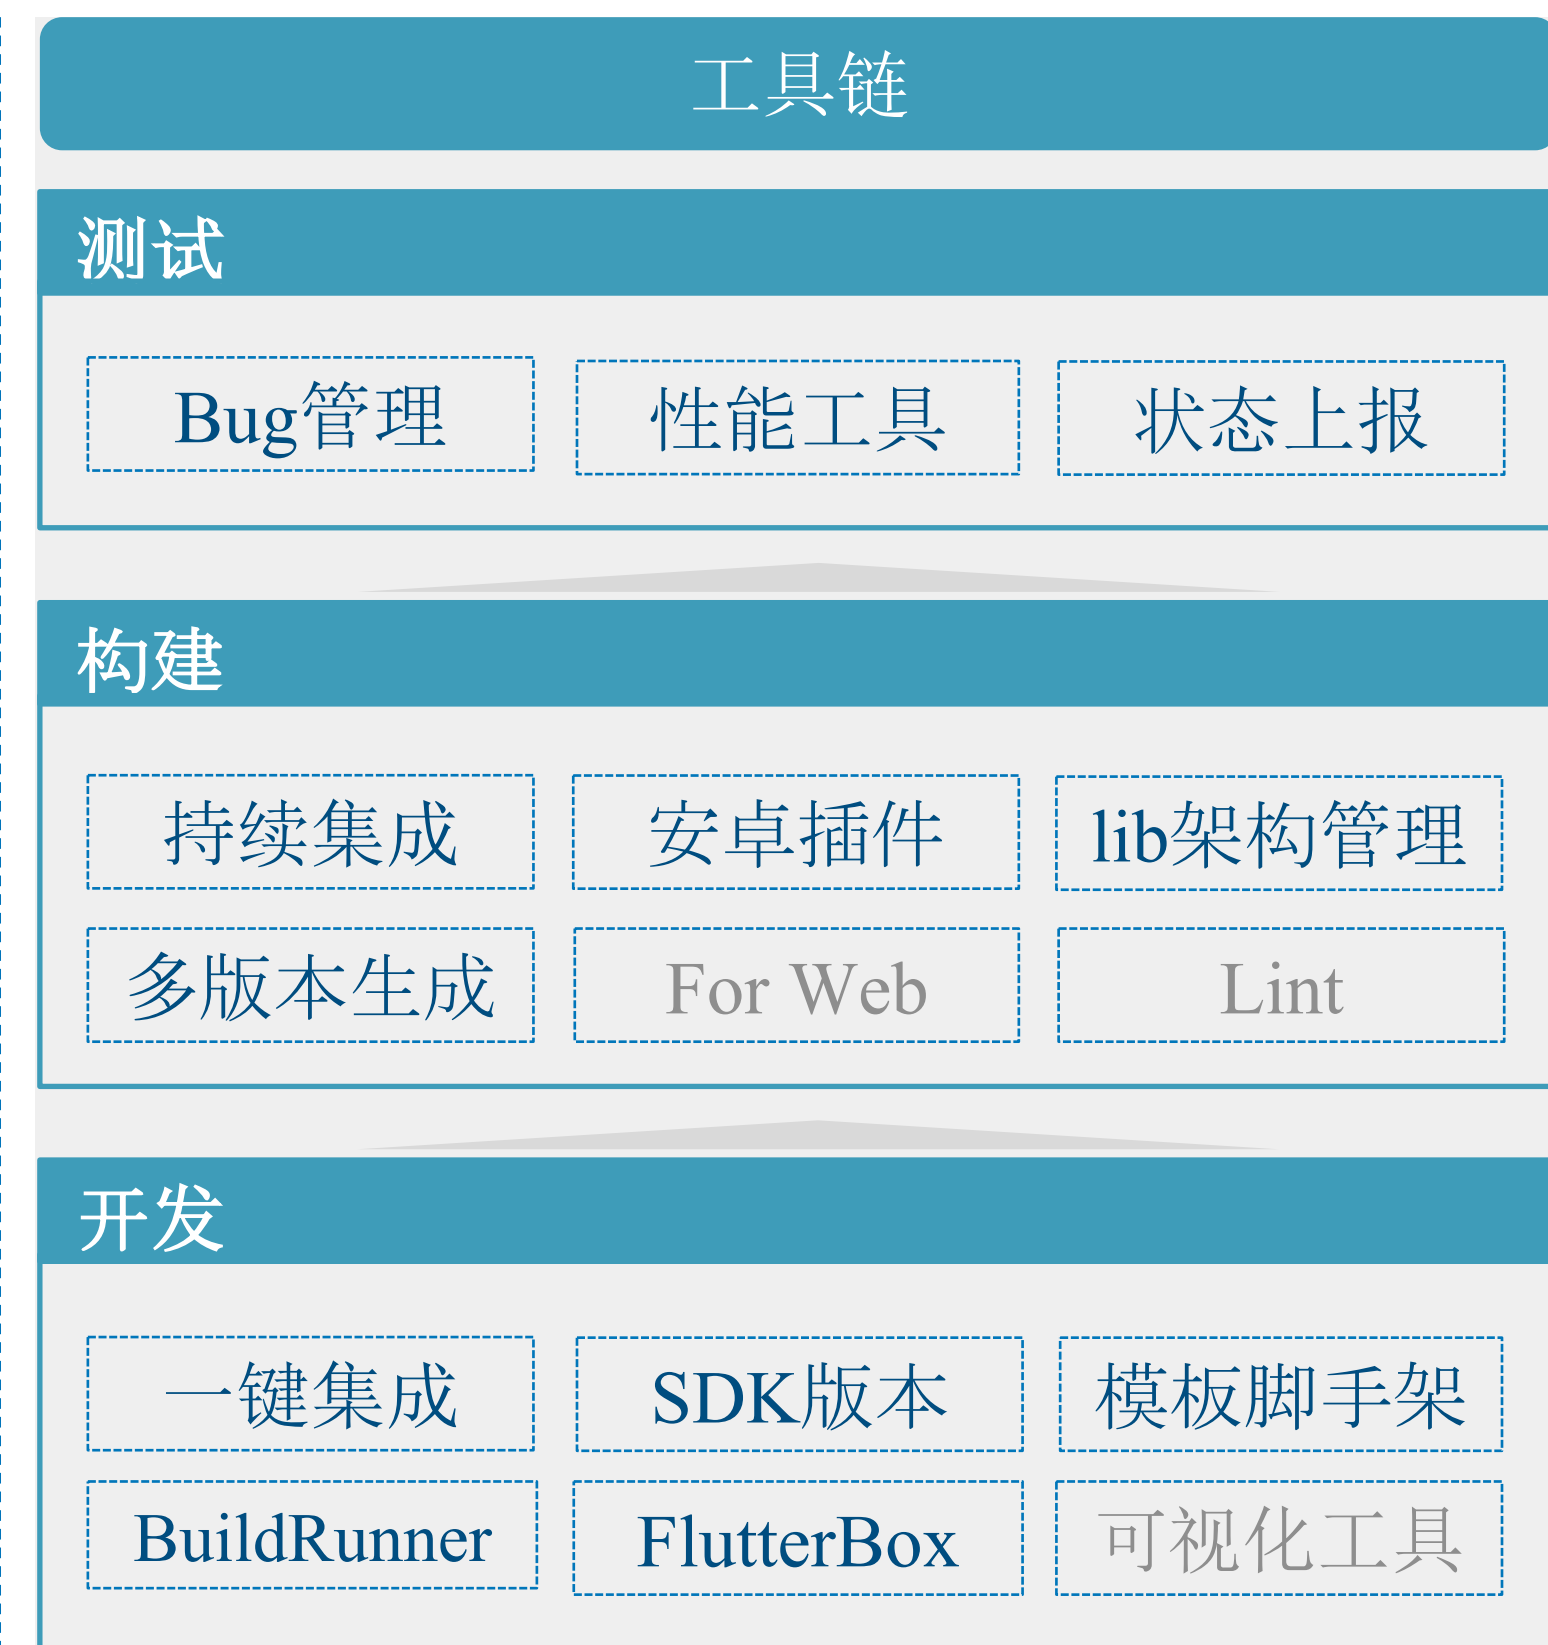 工具链
测试
Bug管理 性能工具 状态上报
构建
持续集成 安卓插件 lib架构管理
多版本生成 For Web Lint
开发
一键集成 SDK版本 模板脚手架
BuildRunner FlutterBox 可视化工具